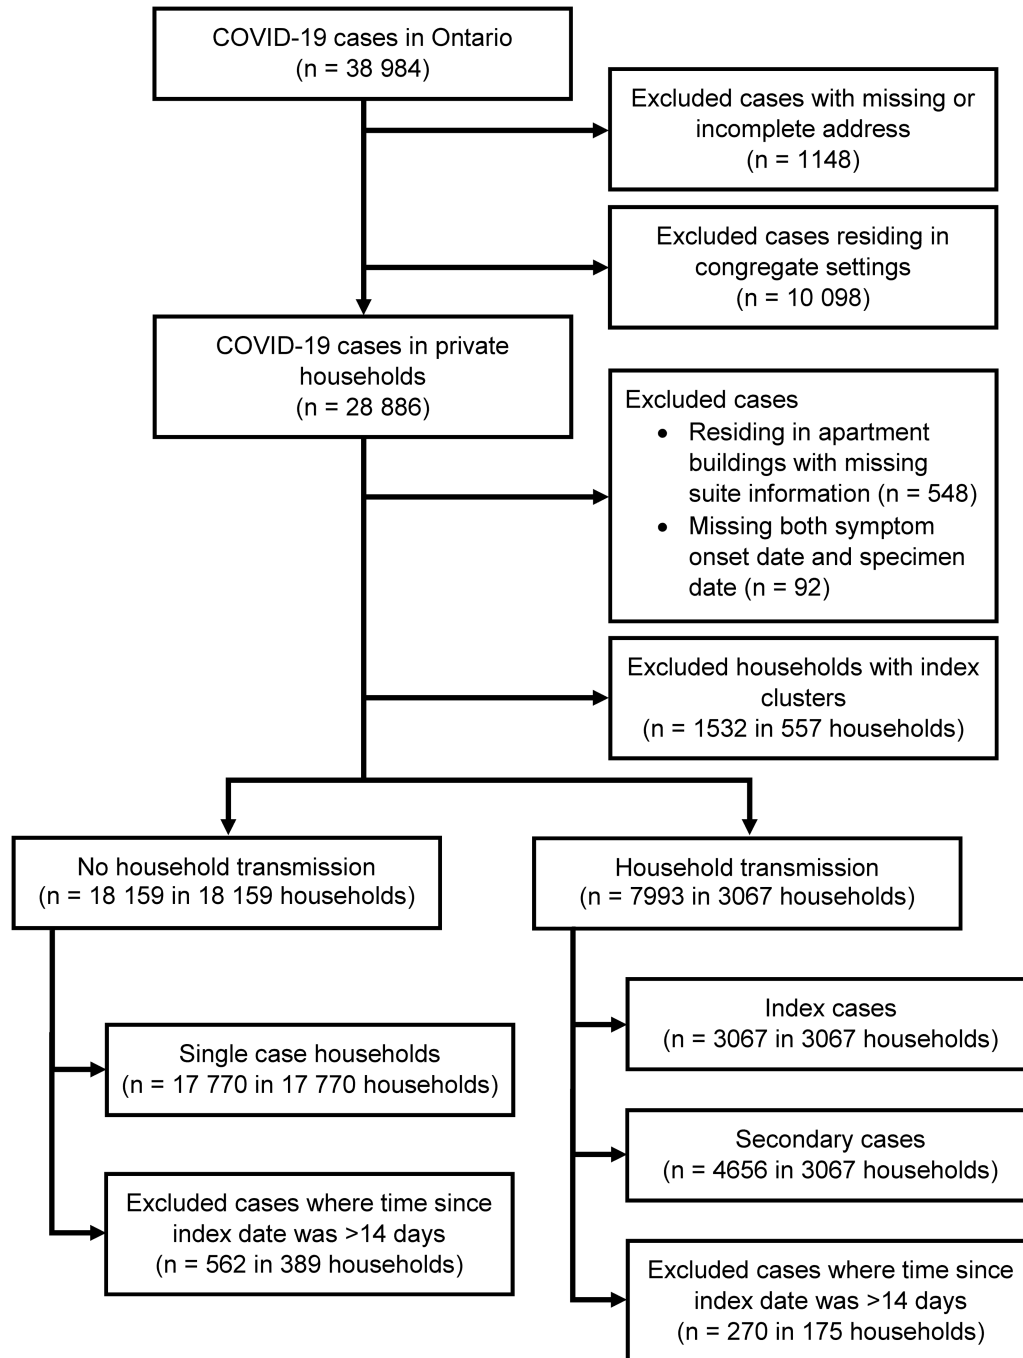 COVID-19 cases in Ontario
(n = 38 984)
Excluded cases with missing or
incomplete address
(n = 1148)
Excluded cases residing in
congregate settings
(n = 10 098)
COVID-19 cases in private
households
(n = 28 886)
Excluded cases
• Residing in apartment
buildings with missing
suite information (n = 548)
• Missing both symptom
onset date and specimen
date (n = 92)
Excluded households with index
clusters
(n = 1532 in 557 households)
No household transmission
(n = 18 159 in 18 159 households)
Household transmission
(n = 7993 in 3067 households)
Single case households
(n = 17 770 in 17 770 households)
Excluded cases where time since
index date was >14 days
(n = 562 in 389 households)
Index cases
(n = 3067 in 3067 households)
Secondary cases
(n = 4656 in 3067 households)
Excluded cases where time since
index date was >14 days
(n = 270 in 175 households)